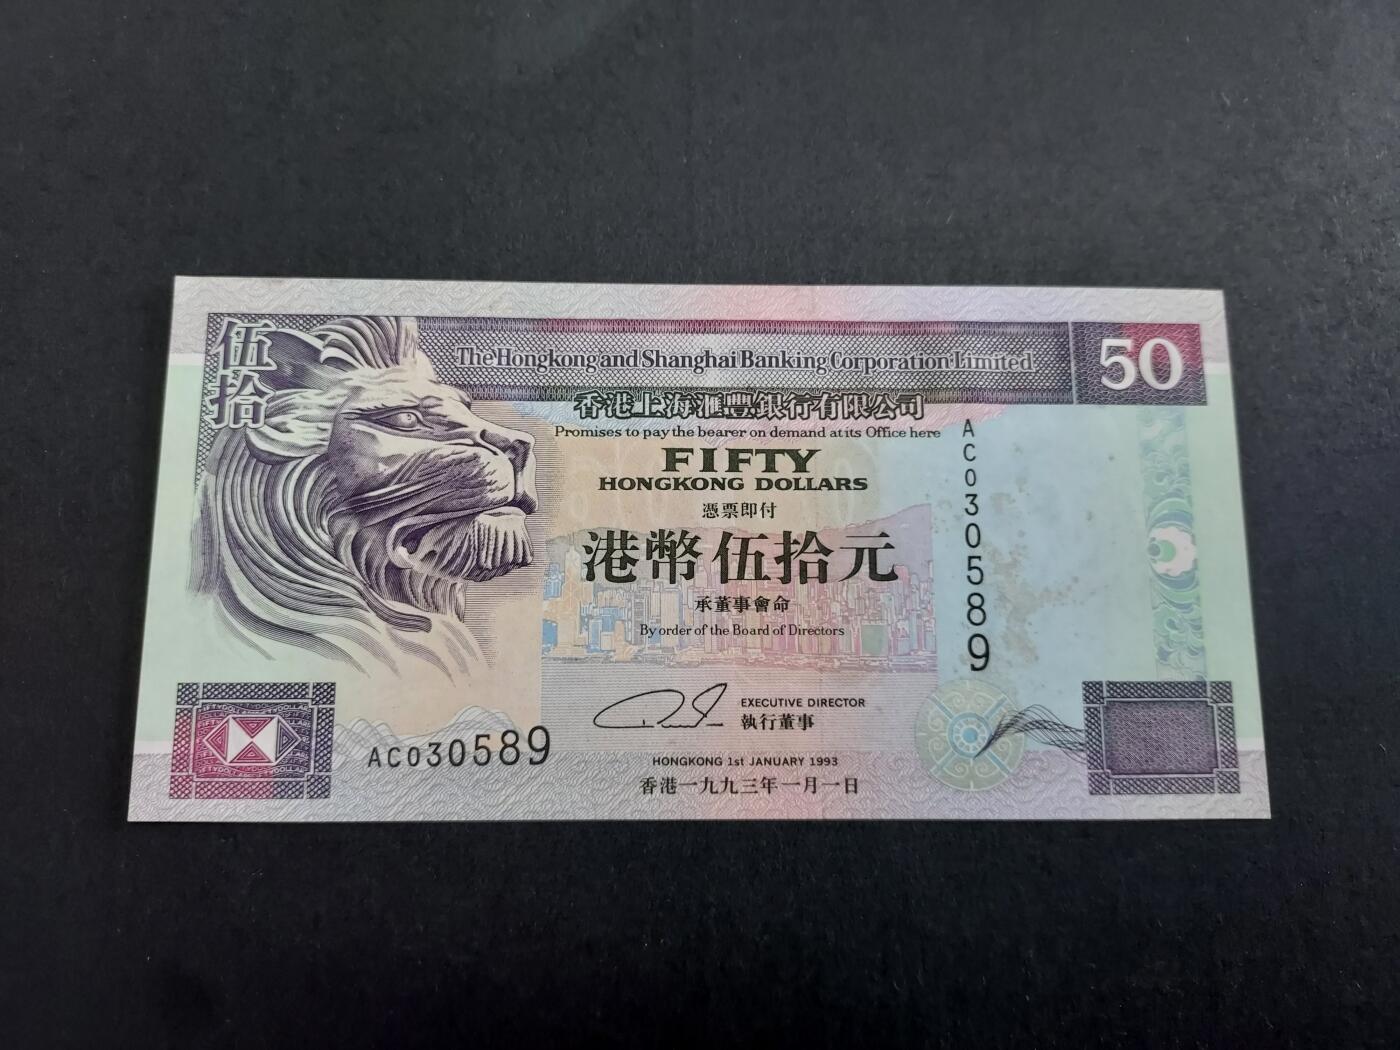 伍拾
The Hongkong and Shanghai Banking Corporation Limited
50
香港上海滙豐銀行有限公司
Promises to pay the bearer on demand at its Office here
FIFTY
HONGKONG DOLLARS
憑票即付
港幣伍拾元
承董事會命
By order of the Board of Directors
AC030589
EXECUTIVE DIRECTOR
執行董事
AC030589
HONGKONG 1st JANUARY 1993
香港一九九三年一月一日